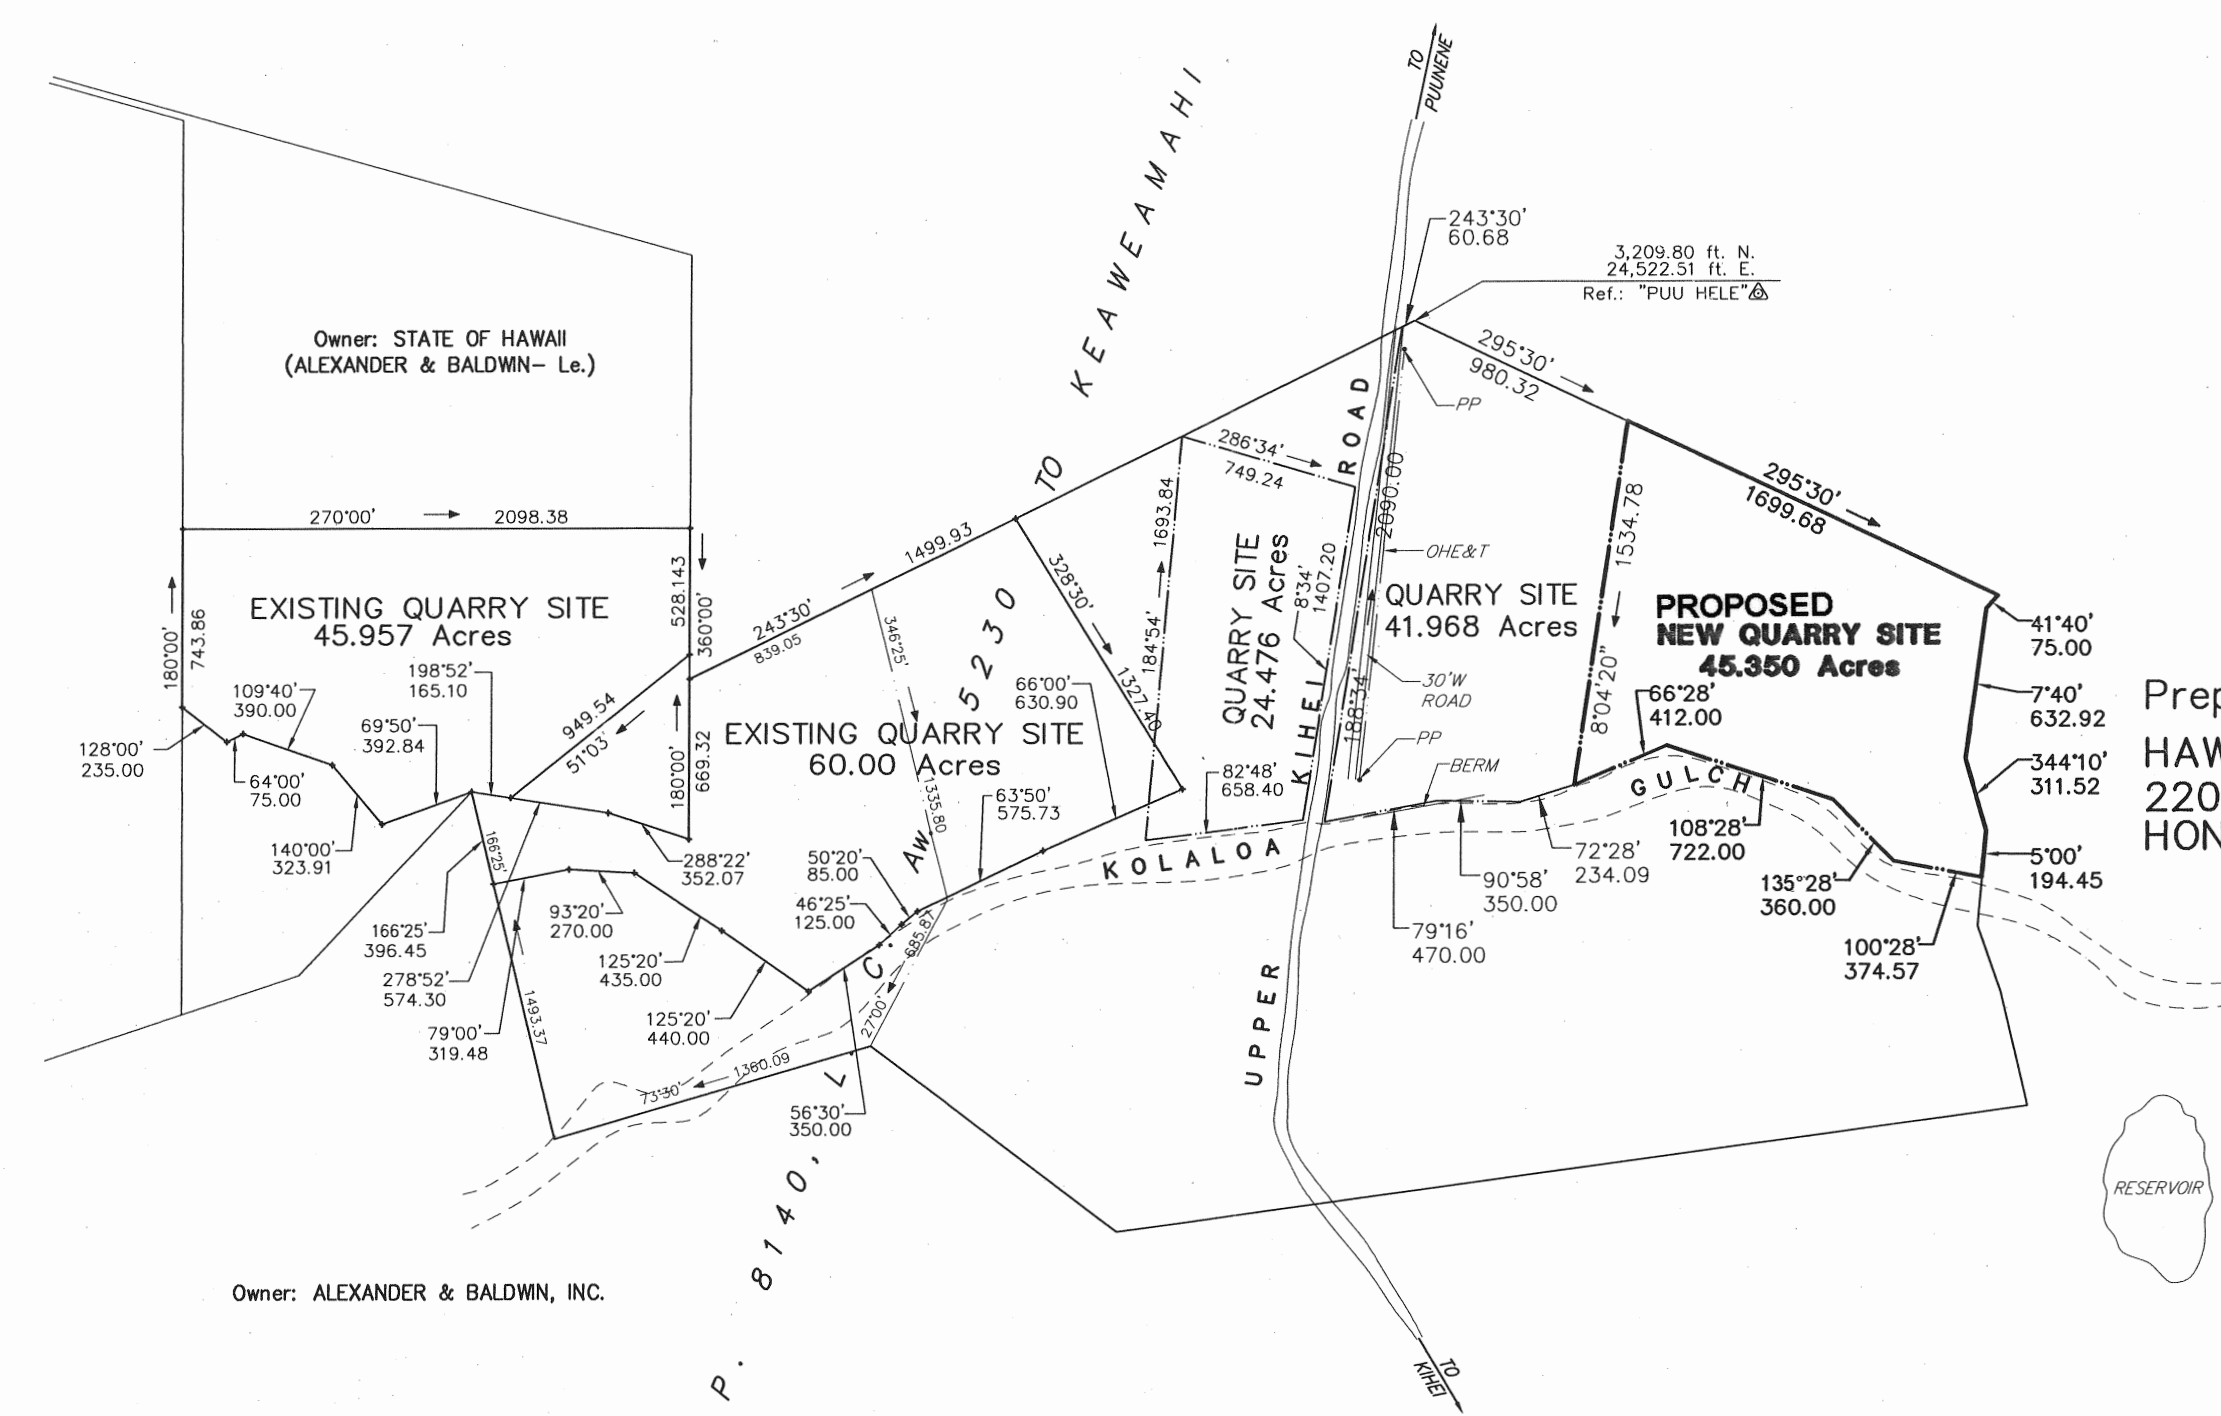 TO
PUUNENE
KEAWEAMAHI
TO
243°30'
60.68
3,209.80 ft. N.
24,522.51 ft. E.
Ref.: "PUU HELE"
Owner: STATE OF HAWAII
(ALEXANDER & BALDWIN- Le.)
295°30'
980.32
PP
286°34'
749.24
ROAD
2090.00
295°30'
1699.68
270°00'
2098.38
1499.93
1693.84
184°54'
1534.78
8°04'20"
528.143
360°00'
OHE&T
EXISTING QUARRY SITE
45.957 Acres
180°00'
743.86
243°30'
839.05
346°25'
1335.80
5230
328°30'
1327.40
QUARRY SITE
24.476 Acres
8°34'
1407.20
QUARRY SITE
41.968 Acres
PROPOSED
NEW QUARRY SITE
45.350 Acres
41°40'
75.00
198°52'
165.10
109°40'
390.00
69°50'
392.84
949.54
51°03'
66°00'
630.90
30'W
ROAD
188°34'
66°28'
412.00
7°40'
632.92
128°00'
235.00
64°00'
75.00
180°00'
669.32
EXISTING QUARRY SITE
60.00 Acres
KIHEI
PP
BERM
82°48'
658.40
63°50'
575.73
GULCH
344°10'
311.52
Prep
HAW
220
HON
140°00'
323.91
166°25'
288°22'
352.07
50°20'
85.00
Aw.
KOLALOA
72°28'
234.09
108°28'
722.00
5°00'
194.45
166°25'
396.45
93°20'
270.00
46°25'
125.00
90°58'
350.00
135°28'
360.00
278°52'
574.30
125°20'
435.00
C.
685.87
79°16'
470.00
100°28'
374.57
79°00'
319.48
1493.37
125°20'
440.00
27°00'
UPPER
73°30'
1360.09
L.
56°30'
350.00
RESERVOIR
8140,
P.
Owner: ALEXANDER & BALDWIN, INC.
TO
KIHEI